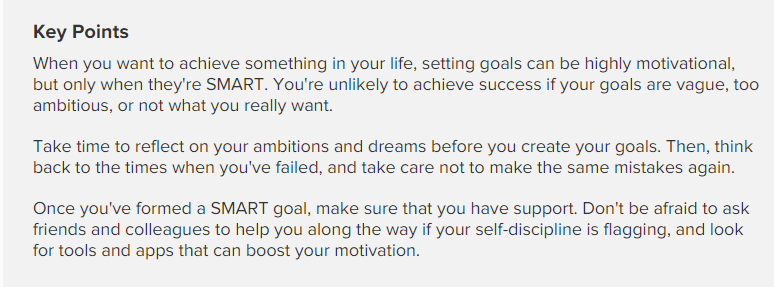 Key Points
When you want to achieve something in your life, setting goals can be highly motivational,
but only when they're SMART. You're unlikely to achieve success if your goals are vague, too
ambitious, or not what you really want.
Take time to reflect on your ambitions and dreams before you create your goals. Then, think
back to the times when you've failed, and take care not to make the same mistakes again.
Once you've formed a SMART goal, make sure that you have support. Don't be afraid to ask
friends and colleagues to help you along the way if your self-discipline is flagging, and look
for tools and apps that can boost your motivation.